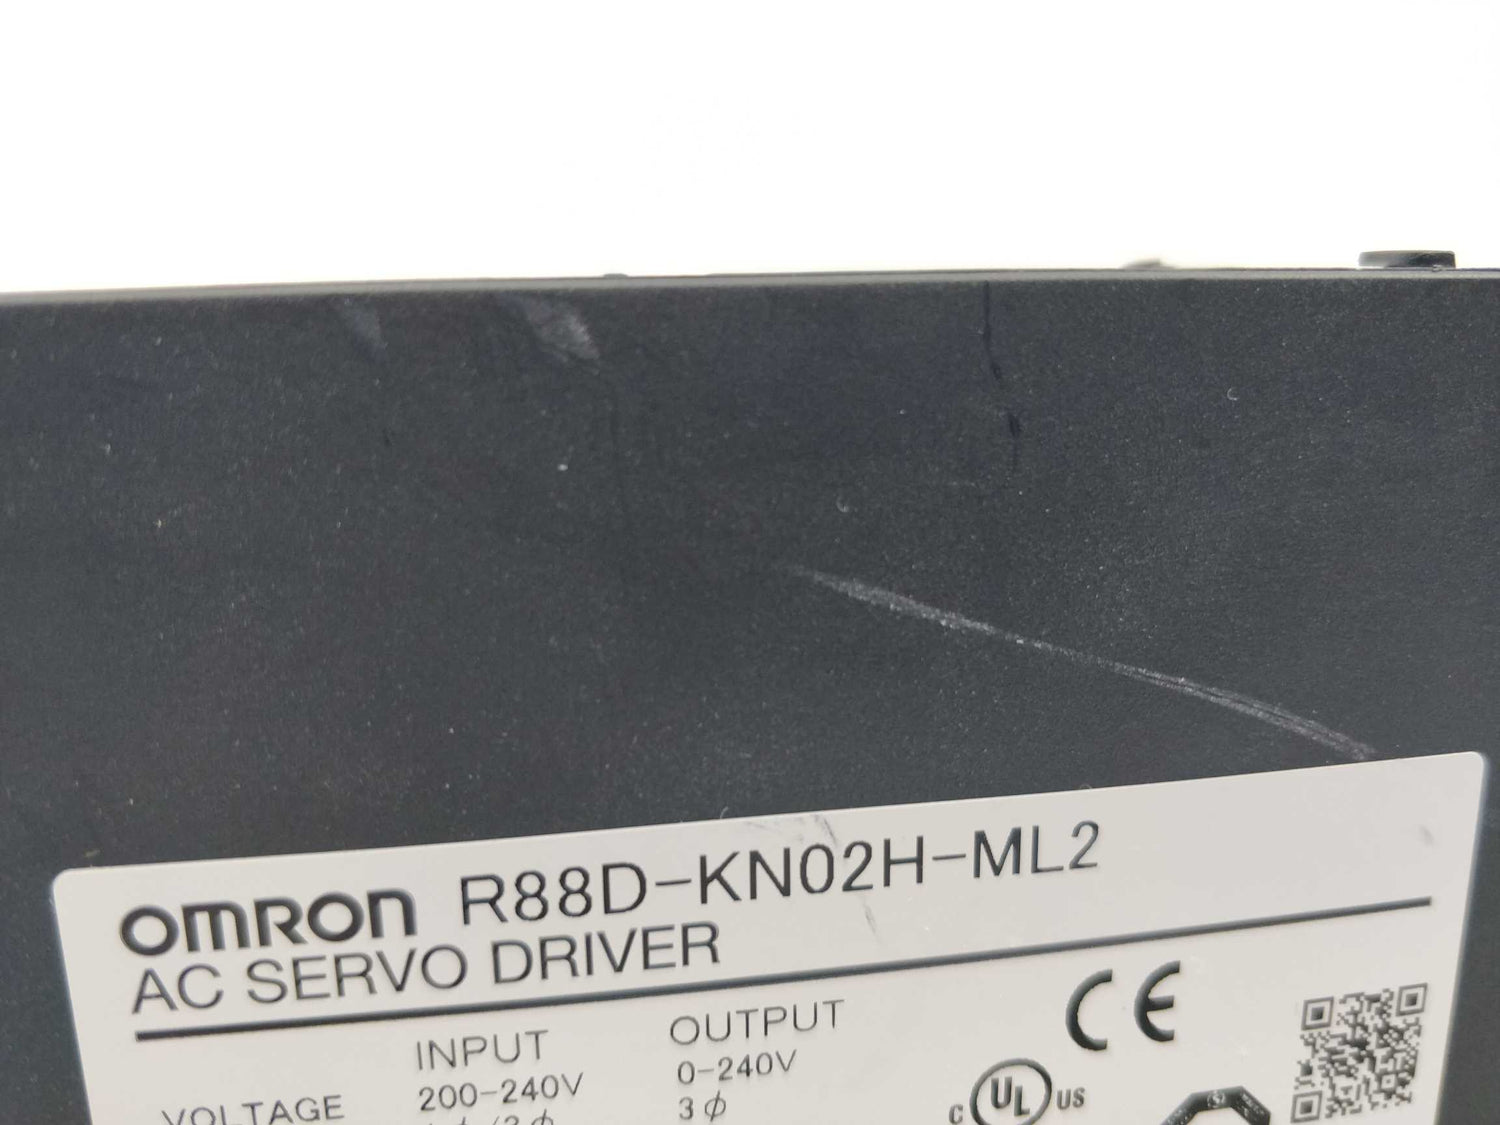 OMRON R88D-KN02H-ML2
AC SERVO DRIVER
INPUT OUTPUT
VOLTAGE 200-240V 0-240V
3ϕ
CE
C UL US